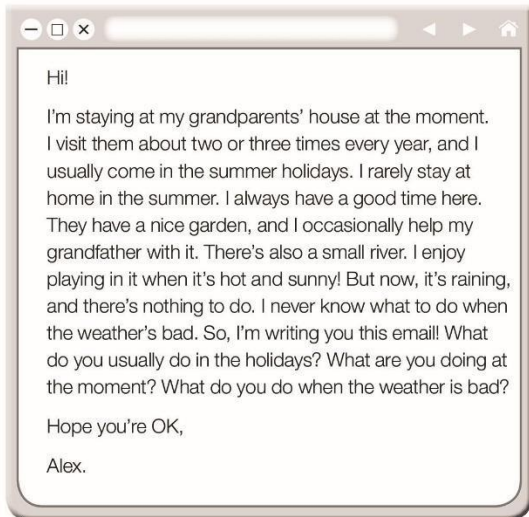 Hi!
I'm staying at my grandparents' house at the moment.
I visit them about two or three times every year, and I
usually come in the summer holidays. I rarely stay at
home in the summer. I always have a good time here.
They have a nice garden, and I occasionally help my
grandfather with it. There's also a small river. I enjoy
playing in it when it's hot and sunny! But now, it's raining,
and there's nothing to do. I never know what to do when
the weather's bad. So, I'm writing you this email! What
do you usually do in the holidays? What are you doing at
the moment? What do you do when the weather is bad?
Hope you're OK,
Alex.